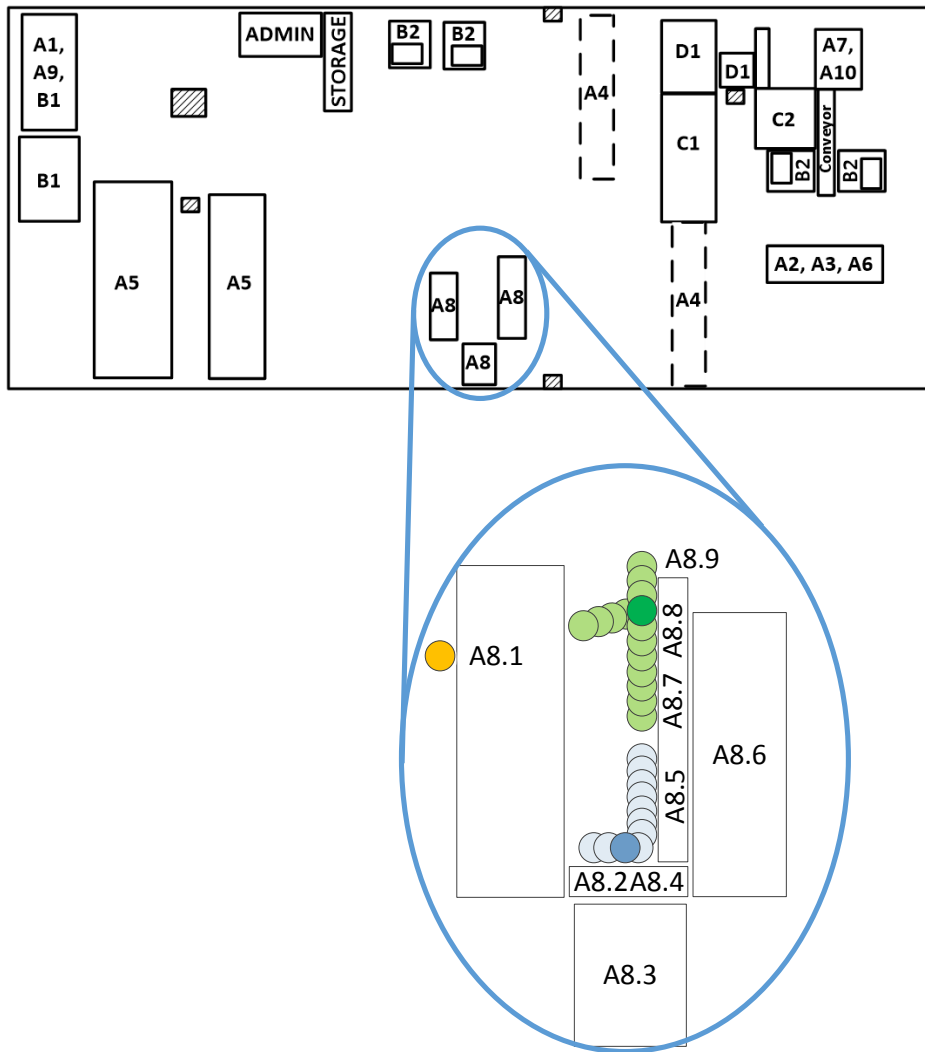 A1,
A9,
B1
ADMIN
STORAGE
B2
B2
A4
D1
D1
A7,
A10
C1
C2
Conveyor
B2
B2
B1
A5
A5
A8
A8
A8
A4
A2, A3, A6
A8.9
A8.8
A8.1
A8.7
A8.6
A8.5
A8.2A8.4
A8.3